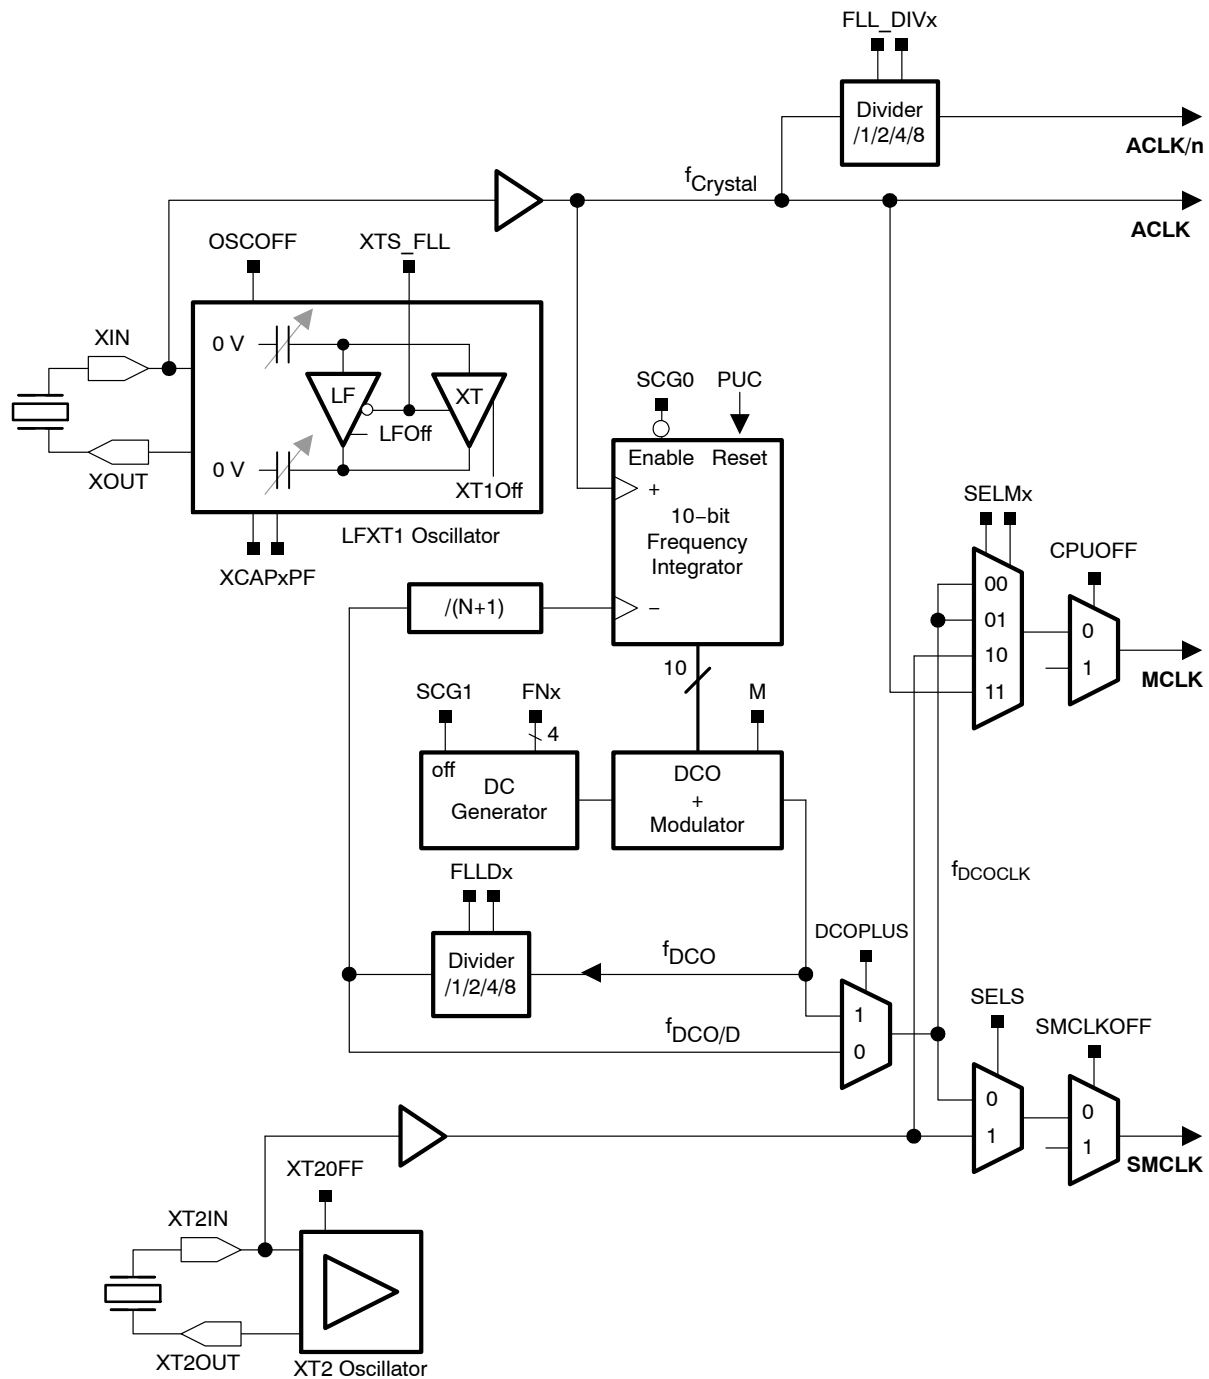 FLL_DIVx
Divider
/1/2/4/8
ACLK/n
fCrystal
ACLK
OSCOFF
XTS_FLL
XIN
0 V
LF
XT
LFOff
0 V
XT1Off
XOUT
LFXT1 Oscillator
XCAPxPF
SCG0
PUC
Enable
Reset
+
10−bit
Frequency
Integrator
−
/(N+1)
10
SELMx
00
01
10
11
CPUOFF
0
1
MCLK
SCG1
FNx
4
M
off
DC
Generator
DCO
+
Modulator
fDCOCLK
FLLDx
Divider
/1/2/4/8
fDCO
fDCO/D
DCOPLUS
1
0
SELS
0
1
SMCLKOFF
0
1
SMCLK
XT20FF
XT2IN
XT2OUT
XT2 Oscillator